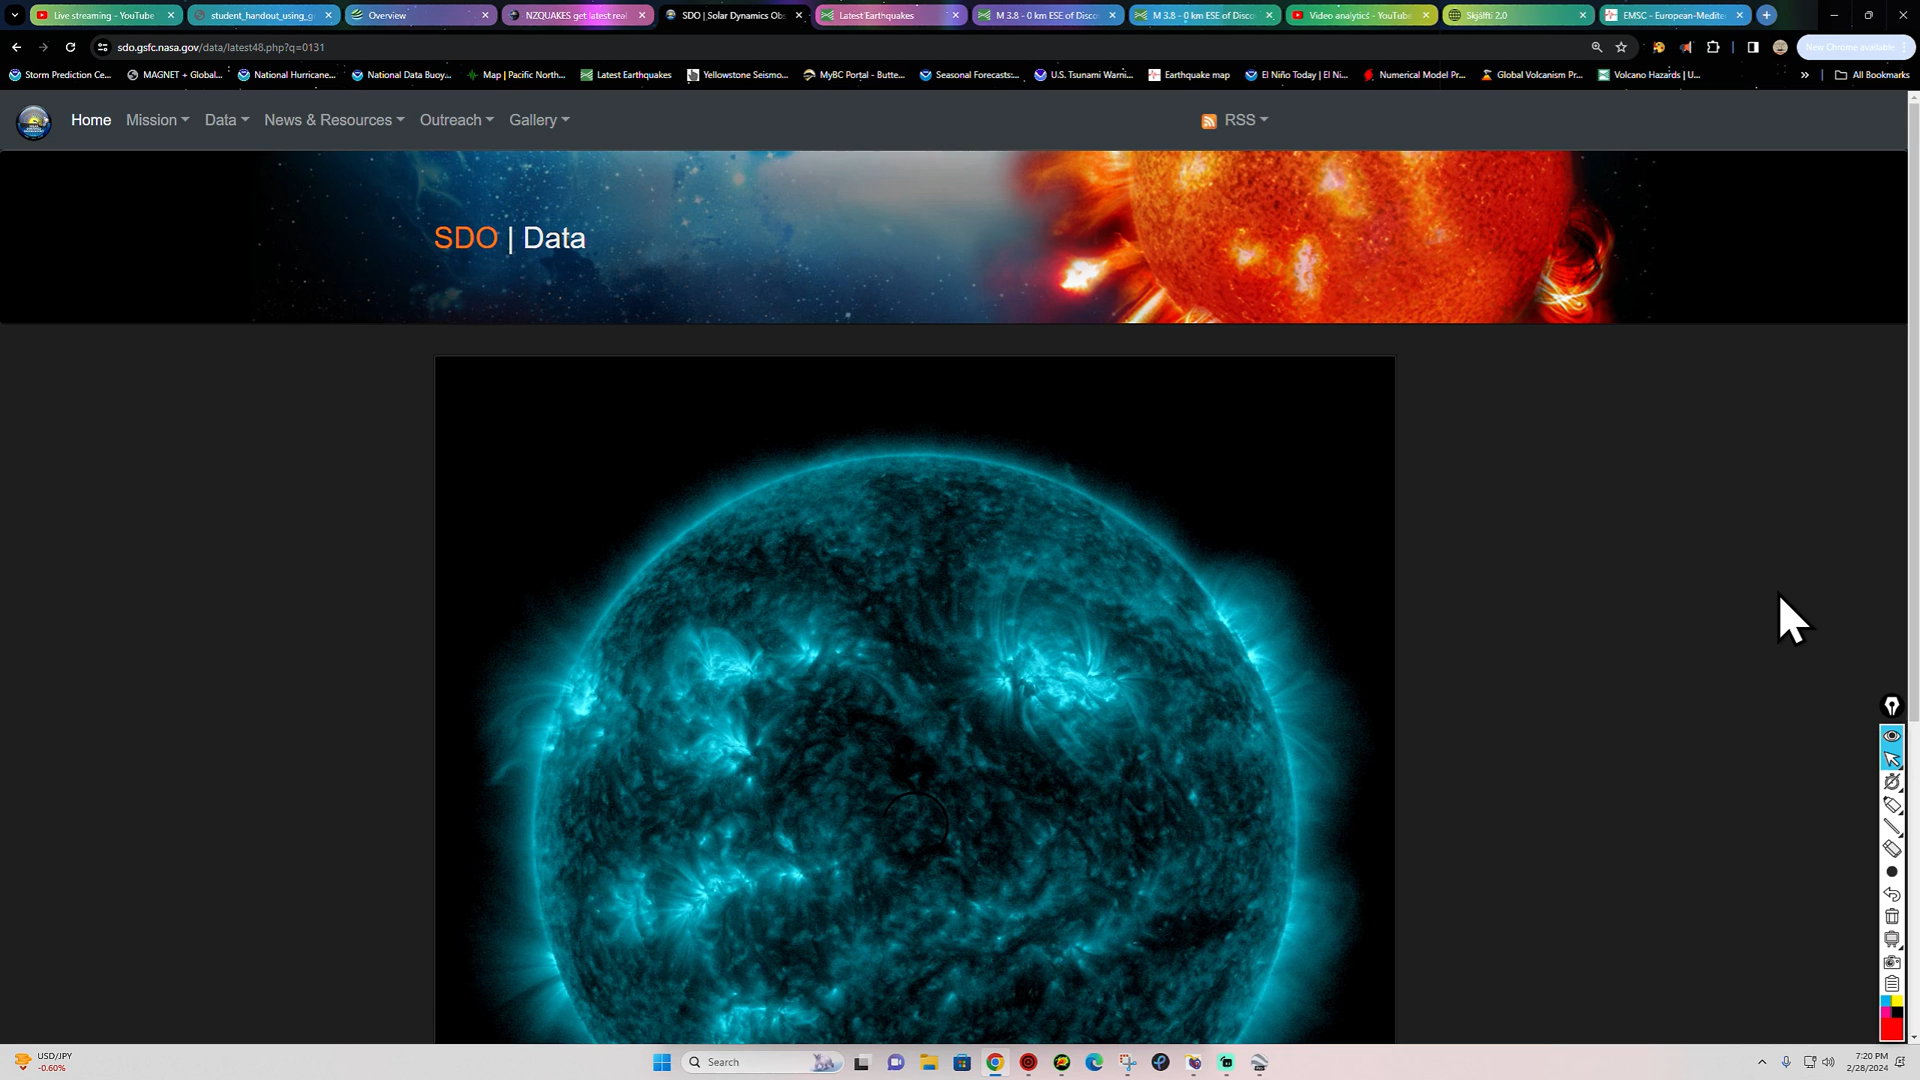 Live streaming - YouTube
student_handout_using_g
Overview
NZQUAKES get latest real
SDO | Solar Dynamics Obs
Latest Earthquakes
M 3.8 - 0 km ESE of Disco
M 3.8 - 0 km ESE of Disco
Video analytics - YouTube
Skjálfti 2.0
EMSC - European-Mediter
sdo.gsfc.nasa.gov/data/latest48.php?q=0131
New Chrome available
Storm Prediction Ce...
MAGNET + Global...
National Hurricane...
National Data Buoy...
Map | Pacific North...
Latest Earthquakes
Yellowstone Seismo...
MyBC Portal - Butte...
Seasonal Forecasts:...
U.S. Tsunami Warni...
Earthquake map
El Niño Today | El Ni...
Numerical Model Pr...
Global Volcanism Pr...
Volcano Hazards | U...
»
All Bookmarks
Home
Mission
Data
News & Resources
Outreach
Gallery
RSS
SDO | Data
USD/JPY
-0.60%
Search
7:20 PM
2/28/2024